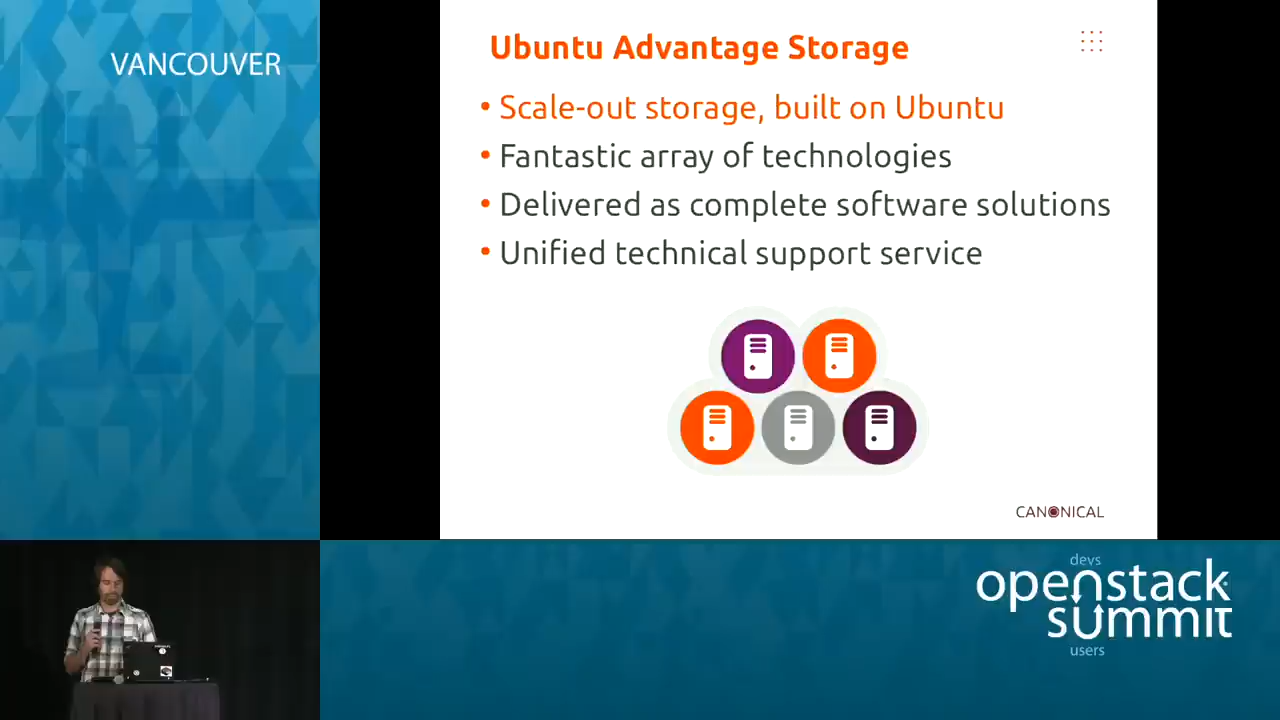 VANCOUVER
Ubuntu Advantage Storage
• Scale-out storage, built on Ubuntu
• Fantastic array of technologies
• Delivered as complete software solutions
• Unified technical support service
CANONICAL
devs
openstack
summit
users